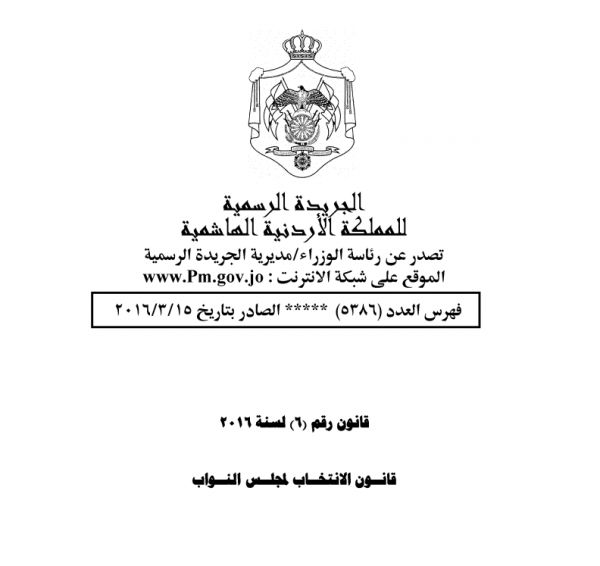 الجريدة الرسمية
للمملكة الأردنية الهاشمية
تصدر عن رئاسة الوزراء/مديرية الجريدة الرسمية
الموقع على شبكة الانترنت : www.Pm.gov.jo
فهرس العدد (٥٣٨٦) ***** الصادر بتاريخ ٢٠١٦/٣/١٥
قانون رقم (٦) لسنة ٢٠١٦
قانــون الانتخــاب لمجلــس النــواب